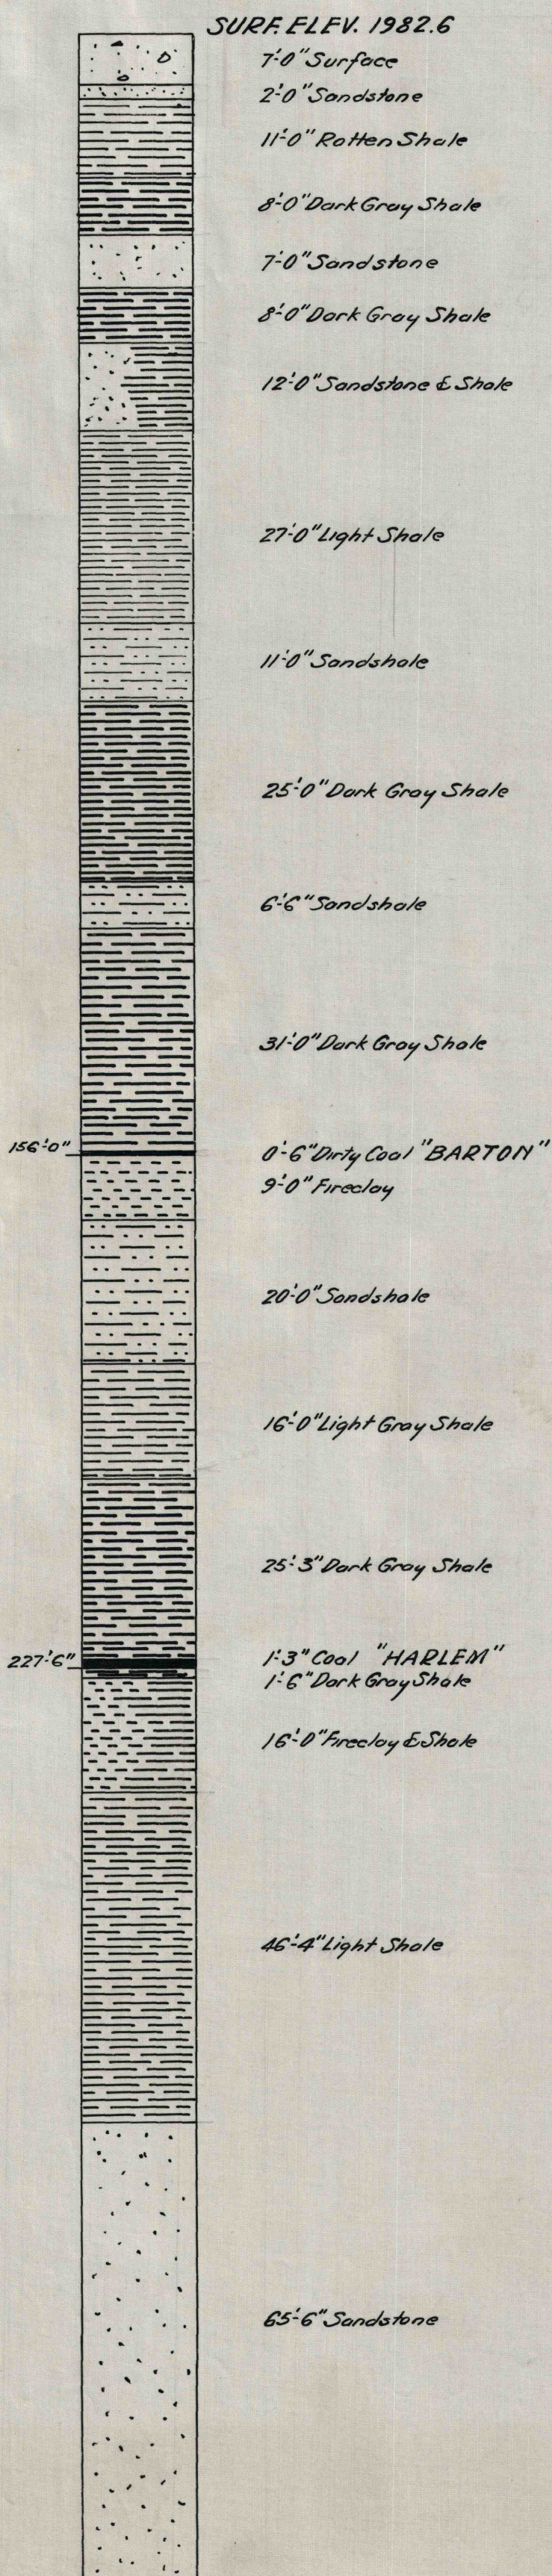 SURF. ELEV. 1982.6
7'-0" Surface
2'-0" Sandstone
11'-0" Rotten Shale
8'-0" Dark Gray Shale
7'-0" Sandstone
8'-0" Dark Gray Shale
12'-0" Sandstone & Shale
27'-0" Light Shale
11'-0" Sandshale
25'-0" Dark Gray Shale
6'-6" Sandshale
31'-0" Dark Gray Shale
156'-0" 0'-6" Dirty Coal "BARTON"
9'-0" Fireclay
20'-0" Sandshale
16'-0" Light Gray Shale
25'-3" Dark Gray Shale
227'-6" 1'-3" Coal "HARLEM"
1'-6" Dark Gray Shale
16'-0" Fireclay & Shale
46'-4" Light Shale
65'-6" Sandstone